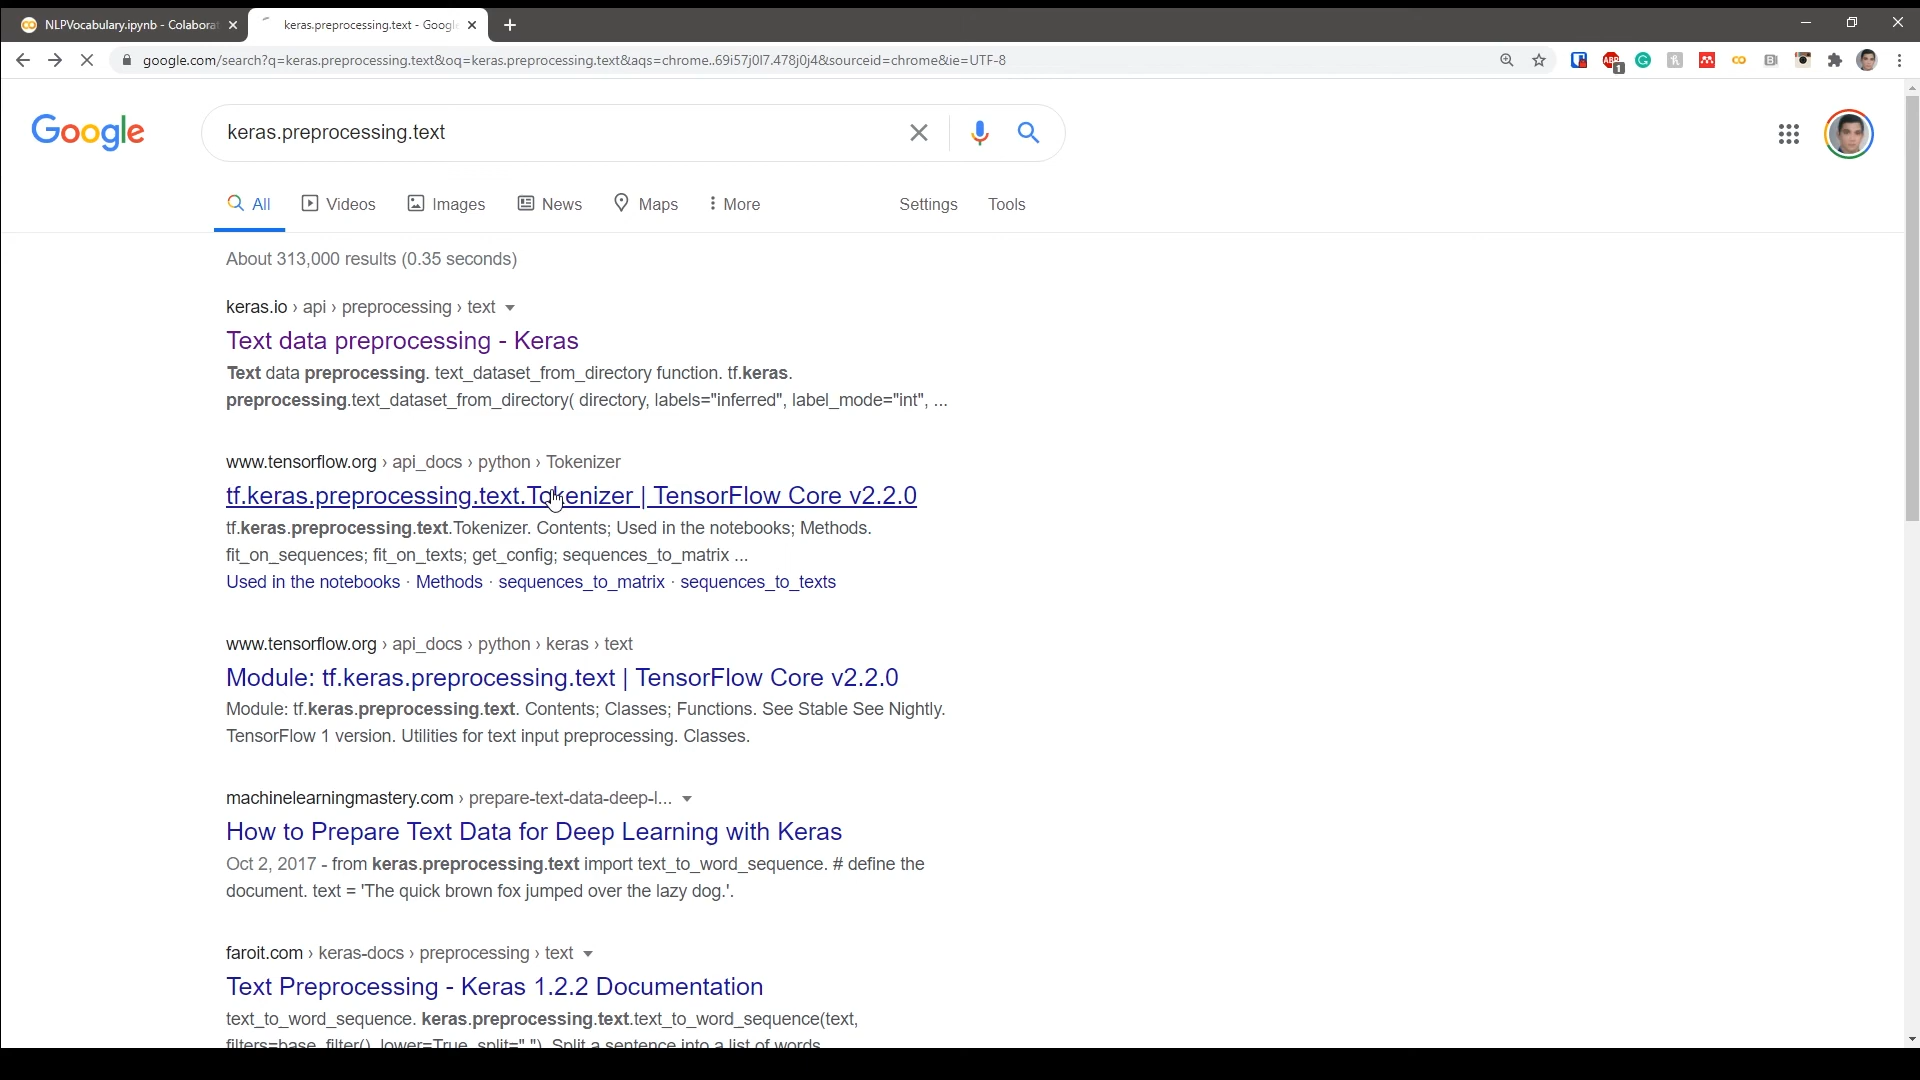 NLPVocabulary.ipynb - Colaborat
keras.preprocessing.text - Google
google.com/search?q=keras.preprocessing.text&oq=keras.preprocessing.text&aqs=chrome..69i57j0l7.478j0j4&sourceid=chrome&ie=UTF-8
Google
keras.preprocessing.text
All Videos Images News Maps More Settings Tools
About 313,000 results (0.35 seconds)
keras.io › api › preprocessing › text
Text data preprocessing - Keras
Text data preprocessing. text_dataset_from_directory function. tf.keras.
preprocessing.text_dataset_from_directory( directory, labels="inferred", label_mode="int", ...
www.tensorflow.org › api_docs › python › Tokenizer
tf.keras.preprocessing.text.Tokenizer | TensorFlow Core v2.2.0
tf.keras.preprocessing.text.Tokenizer. Contents; Used in the notebooks; Methods.
fit_on_sequences; fit_on_texts; get_config; sequences_to_matrix ...
Used in the notebooks · Methods · sequences_to_matrix · sequences_to_texts
www.tensorflow.org › api_docs › python › keras › text
Module: tf.keras.preprocessing.text | TensorFlow Core v2.2.0
Module: tf.keras.preprocessing.text. Contents; Classes; Functions. See Stable See Nightly.
TensorFlow 1 version. Utilities for text input preprocessing. Classes.
machinelearningmastery.com › prepare-text-data-deep-l...
How to Prepare Text Data for Deep Learning with Keras
Oct 2, 2017 - from keras.preprocessing.text import text_to_word_sequence. # define the
document. text = 'The quick brown fox jumped over the lazy dog.'.
faroit.com › keras-docs › preprocessing › text
Text Preprocessing - Keras 1.2.2 Documentation
text_to_word_sequence. keras.preprocessing.text.text_to_word_sequence(text,
filters=base_filter(), lower=True, split=" "). Split a sentence into a list of words.